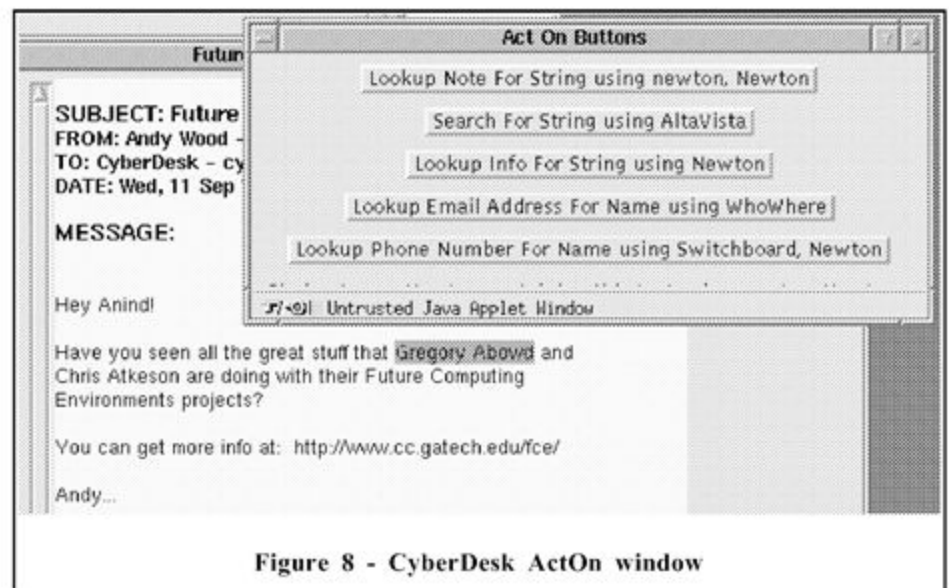 Act On Buttons
Lookup Note For String using newton, Newton
Search For String using AltaVista
Lookup Info For String using Newton
Lookup Email Address For Name using WhoWhere
Lookup Phone Number For Name using Switchboard, Newton
Untrusted Java Applet Window
Futur
SUBJECT: Future
FROM: Andy Wood -
TO: CyberDesk - cy
DATE: Wed, 11 Sep
MESSAGE:
Hey Anind!
Have you seen all the great stuff that Gregory Abowd and
Chris Atkeson are doing with their Future Computing
Environments projects?
You can get more info at: http://www.cc.gatech.edu/fce/
Andy...
Figure 8 - CyberDesk ActOn window